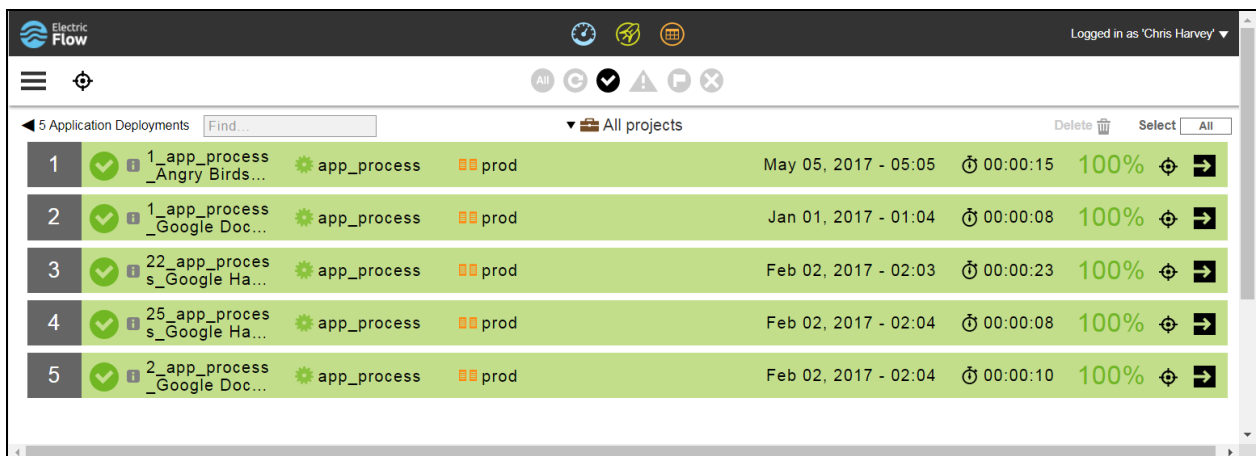 Electric
Flow
Logged in as 'Chris Harvey'
All
5 Application Deployments Find... All projects Delete Select All
1 1_app_process
_Angry Birds... app_process prod May 05, 2017 - 05:05 00:00:15 100%
2 1_app_process
_Google Doc... app_process prod Jan 01, 2017 - 01:04 00:00:08 100%
3 22_app_proces
s_Google Ha... app_process prod Feb 02, 2017 - 02:03 00:00:23 100%
4 25_app_proces
s_Google Ha... app_process prod Feb 02, 2017 - 02:04 00:00:08 100%
5 2_app_process
_Google Doc... app_process prod Feb 02, 2017 - 02:04 00:00:10 100%